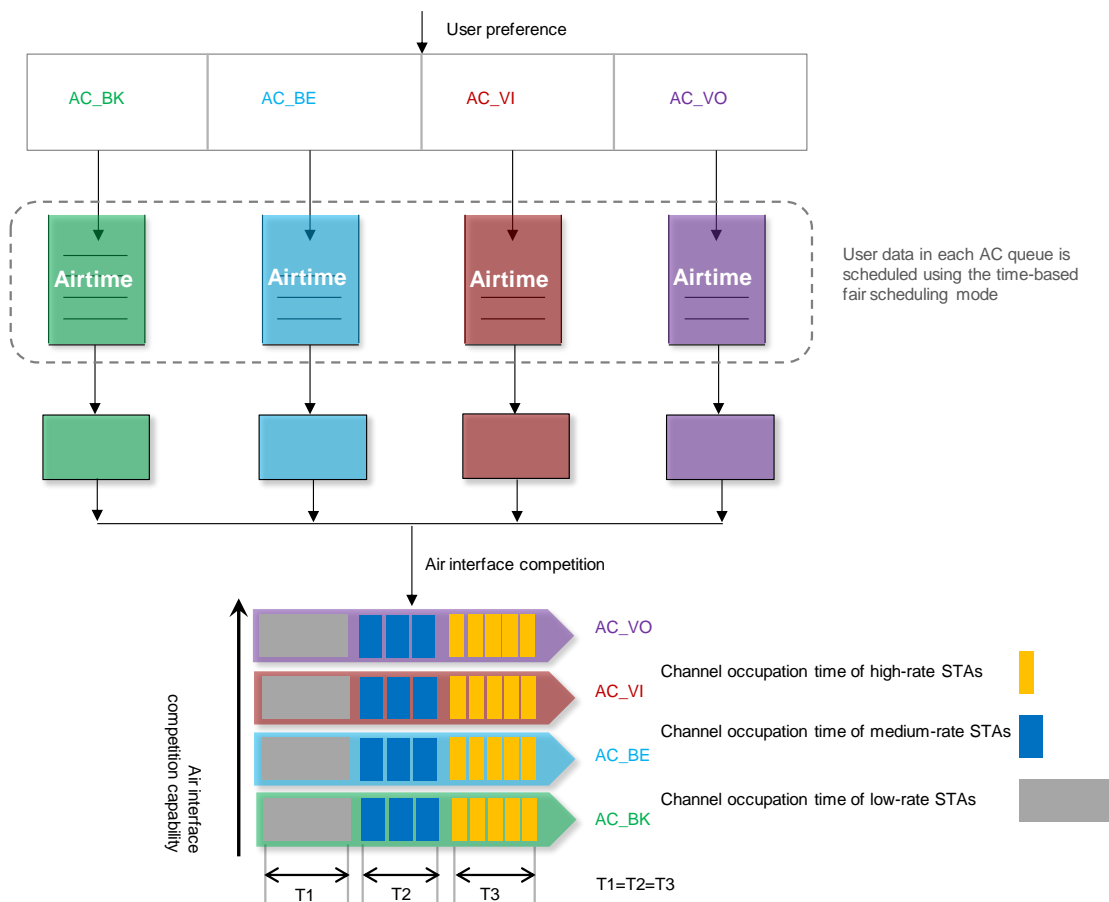 User preference
AC_BK
AC_BE
AC_VI
AC_VO
Airtime
Airtime
Airtime
Airtime
User data in each AC queue is
scheduled using the time-based
fair scheduling mode
Air interface competition
AC_VO
Channel occupation time of high-rate STAs
AC_VI
Channel occupation time of medium-rate STAs
AC_BE
Channel occupation time of low-rate STAs
AC_BK
Air interface
competition capability
T1
T2
T3
T1=T2=T3